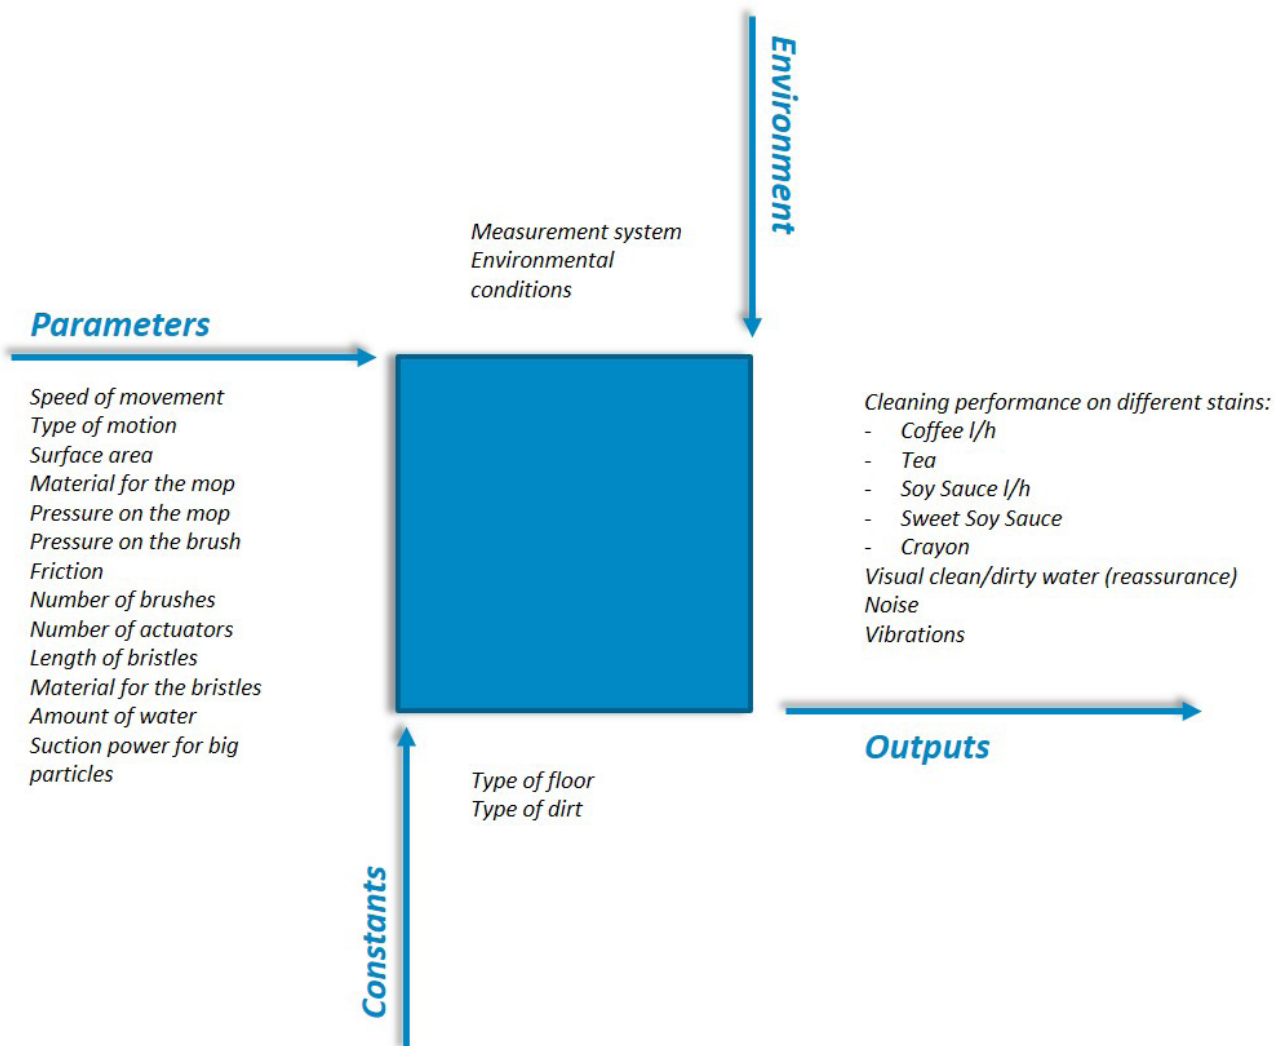 Environment
Measurement system
Environmental
conditions
Parameters
Speed of movement
Type of motion
Surface area
Material for the mop
Pressure on the mop
Pressure on the brush
Friction
Number of brushes
Number of actuators
Length of bristles
Material for the bristles
Amount of water
Suction power for big
particles
Cleaning performance on different stains:
- Coffee l/h
- Tea
- Soy Sauce l/h
- Sweet Soy Sauce
- Crayon
Visual clean/dirty water (reassurance)
Noise
Vibrations
Outputs
Type of floor
Type of dirt
Constants